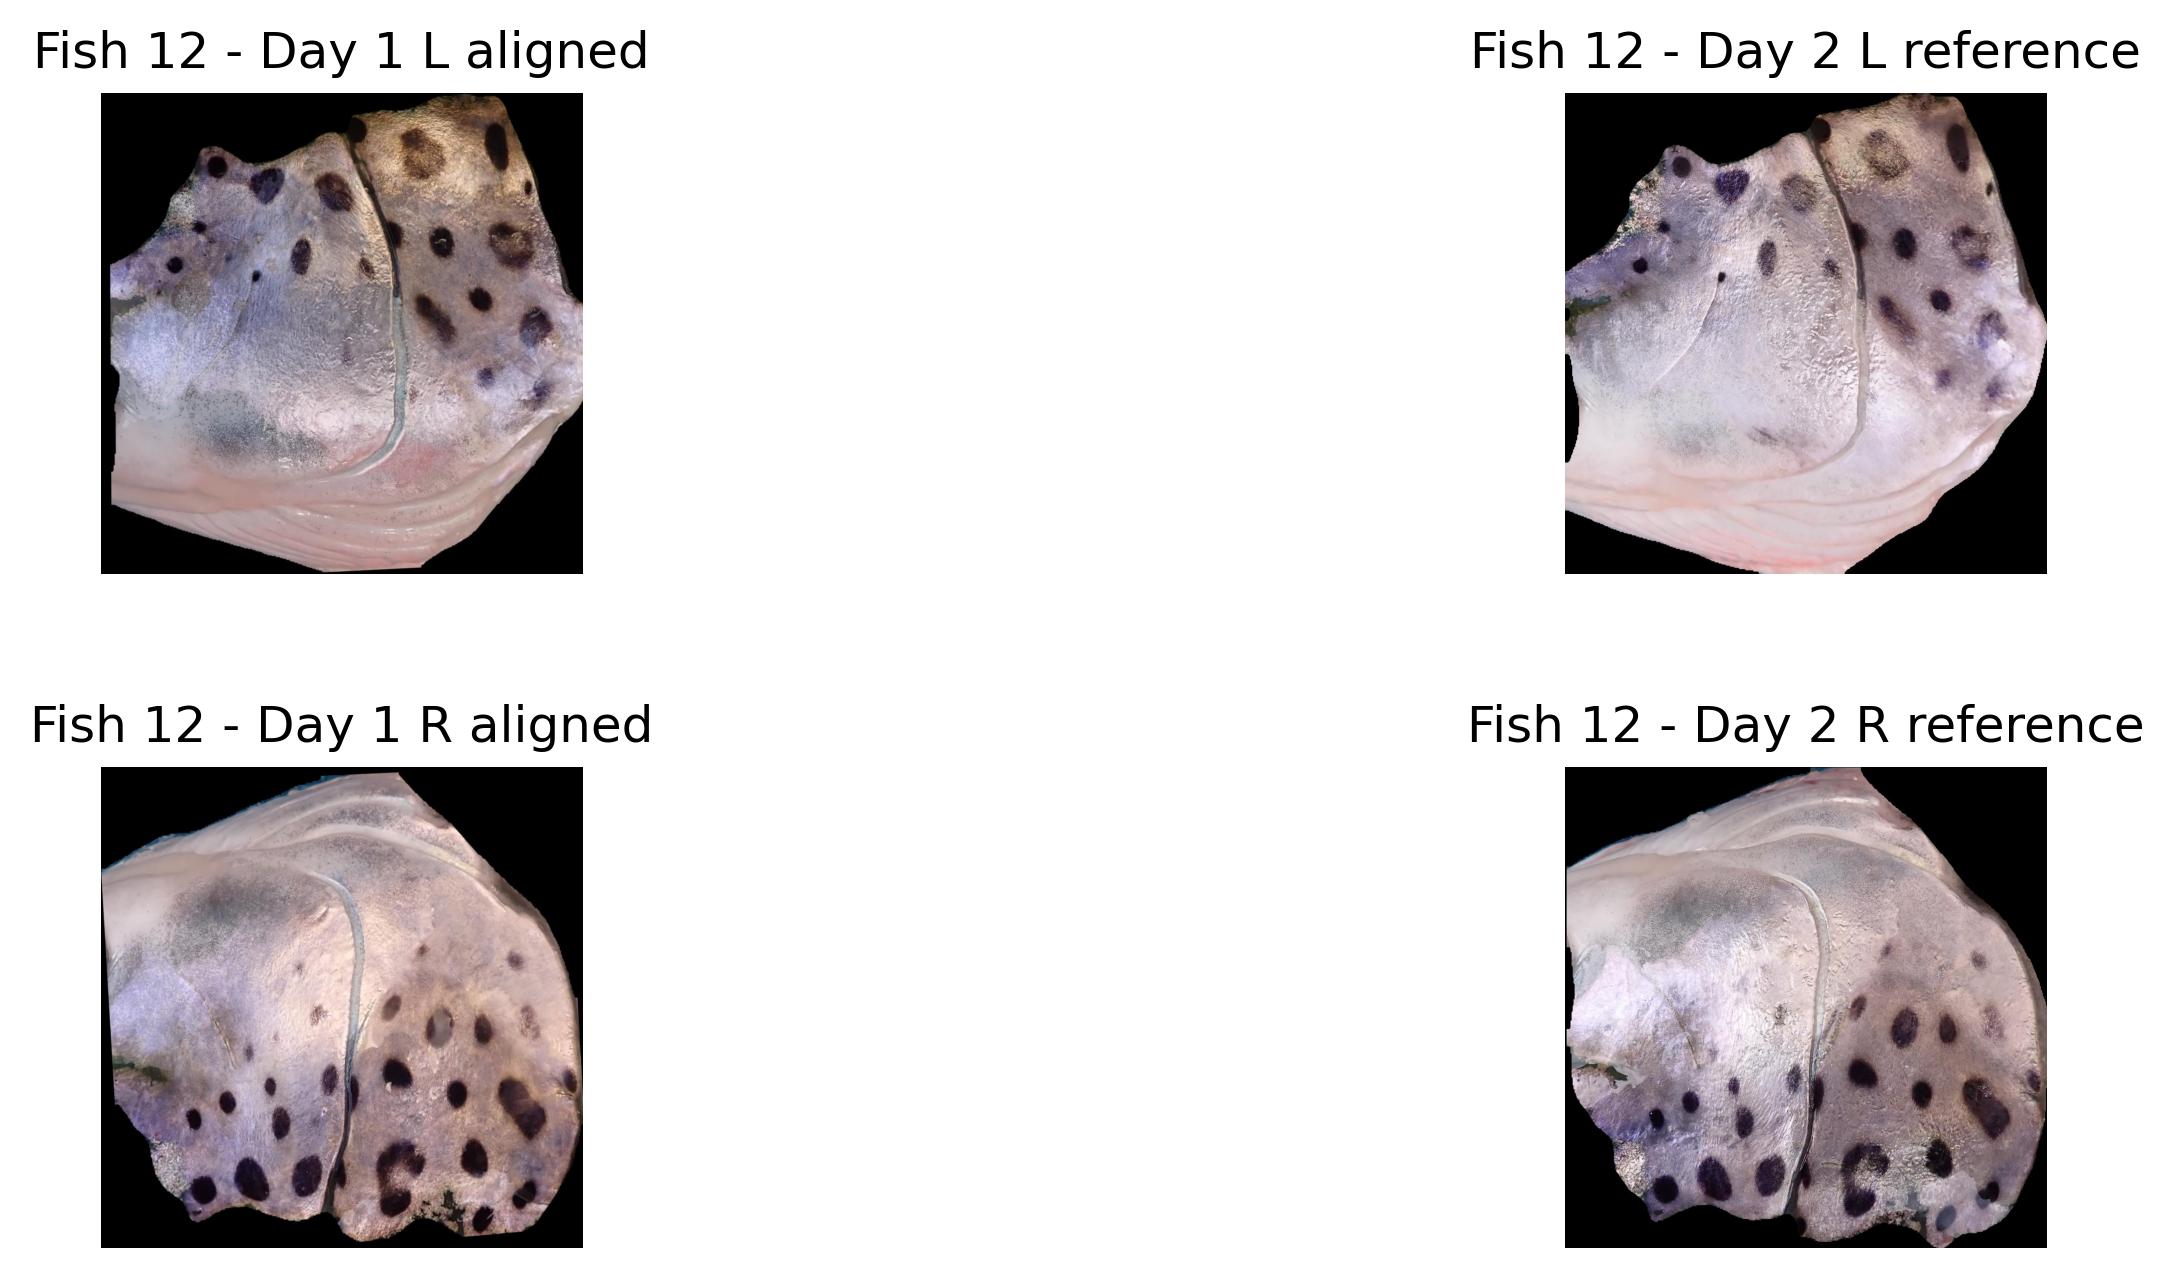 Fish 12 - Day 1 L aligned
Fish 12 - Day 2 L reference
Fish 12 - Day 1 R aligned
Fish 12 - Day 2 R reference